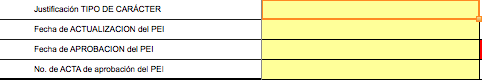 Justificación TIPO DE CARÁCTER
Fecha de ACTUALIZACION del PEI
Fecha de APROBACION del PEI
No. de ACTA de aprobación del PEI